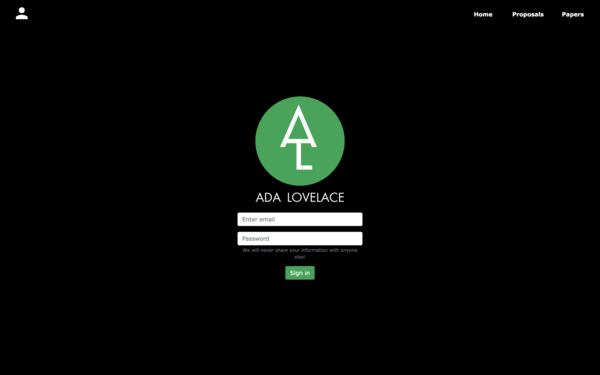 Home Proposals Papers
ADA LOVELACE
Enter email
Password
We will never share your information with anyone
else!
Sign in